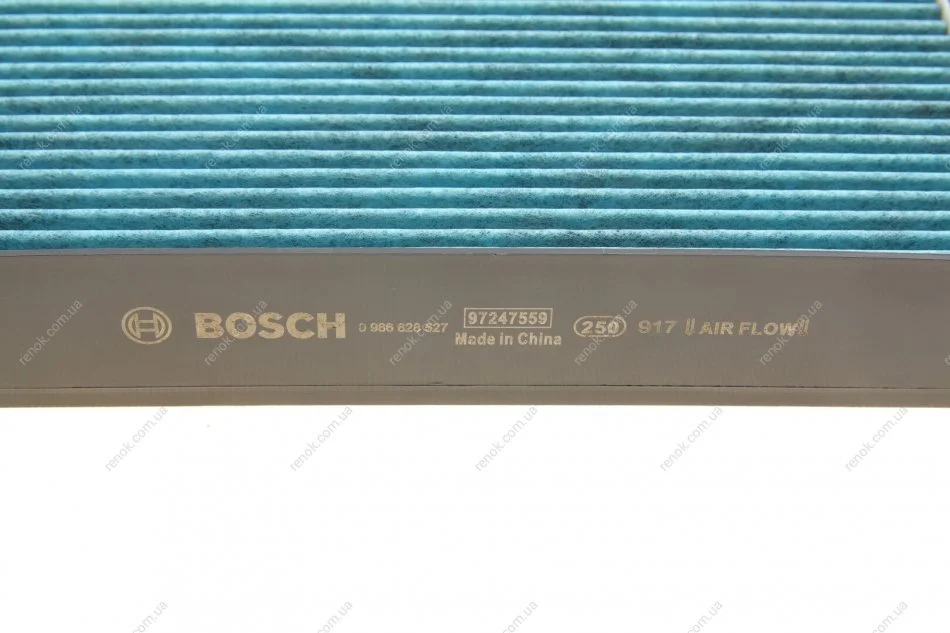 BOSCH 0 986 628 527 97247559 250 917 AIR FLOW
Made in China
renok.com.ua